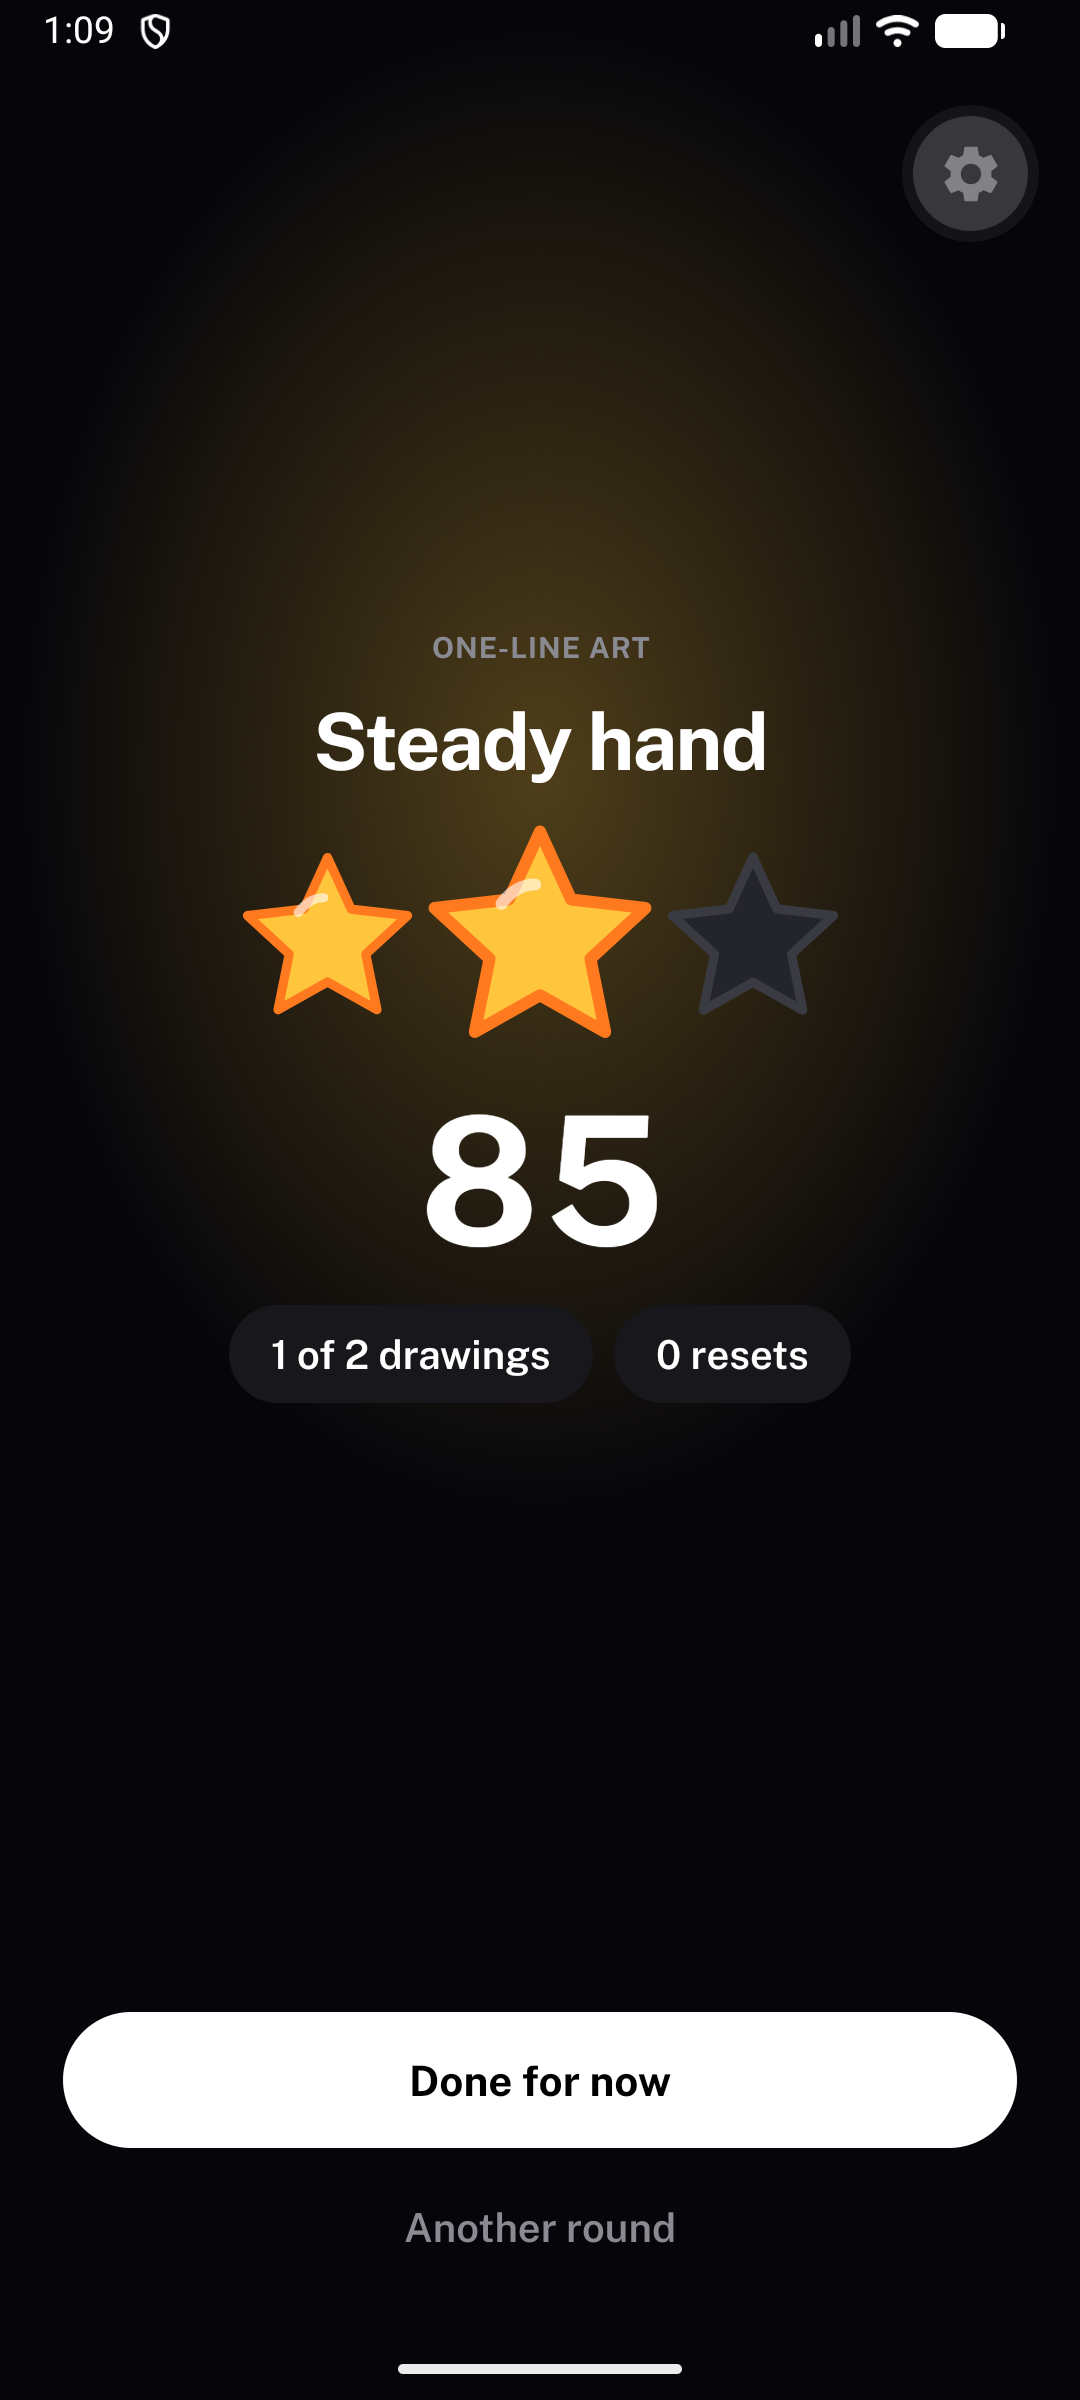 1:09
ONE-LINE ART
Steady hand
85
1 of 2 drawings
0 resets
Done for now
Another round